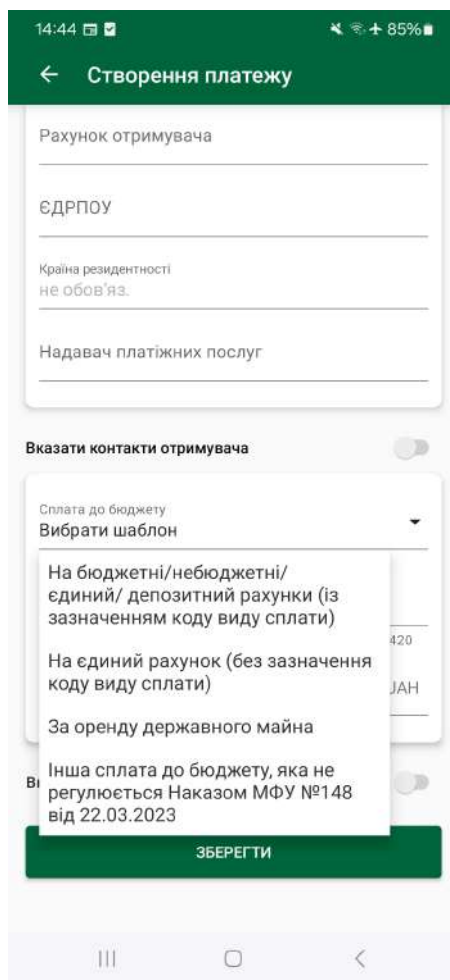 14:44 85%
Створення платежу
Рахунок отримувача
ЄДРПОУ
Країна резидентності
не обов'яз.
Надавач платіжних послуг
Вказати контакти отримувача
Сплата до бюджету
Вибрати шаблон
На бюджетні/небюджетні/
єдиний/ депозитний рахунки (із
зазначенням коду виду сплати)
420
На єдиний рахунок (без зазначення
коду виду сплати)
За оренду державного майна
Інша сплата до бюджету, яка не
регулюється Наказом МФУ №148
від 22.03.2023
ЗБЕРЕГТИ